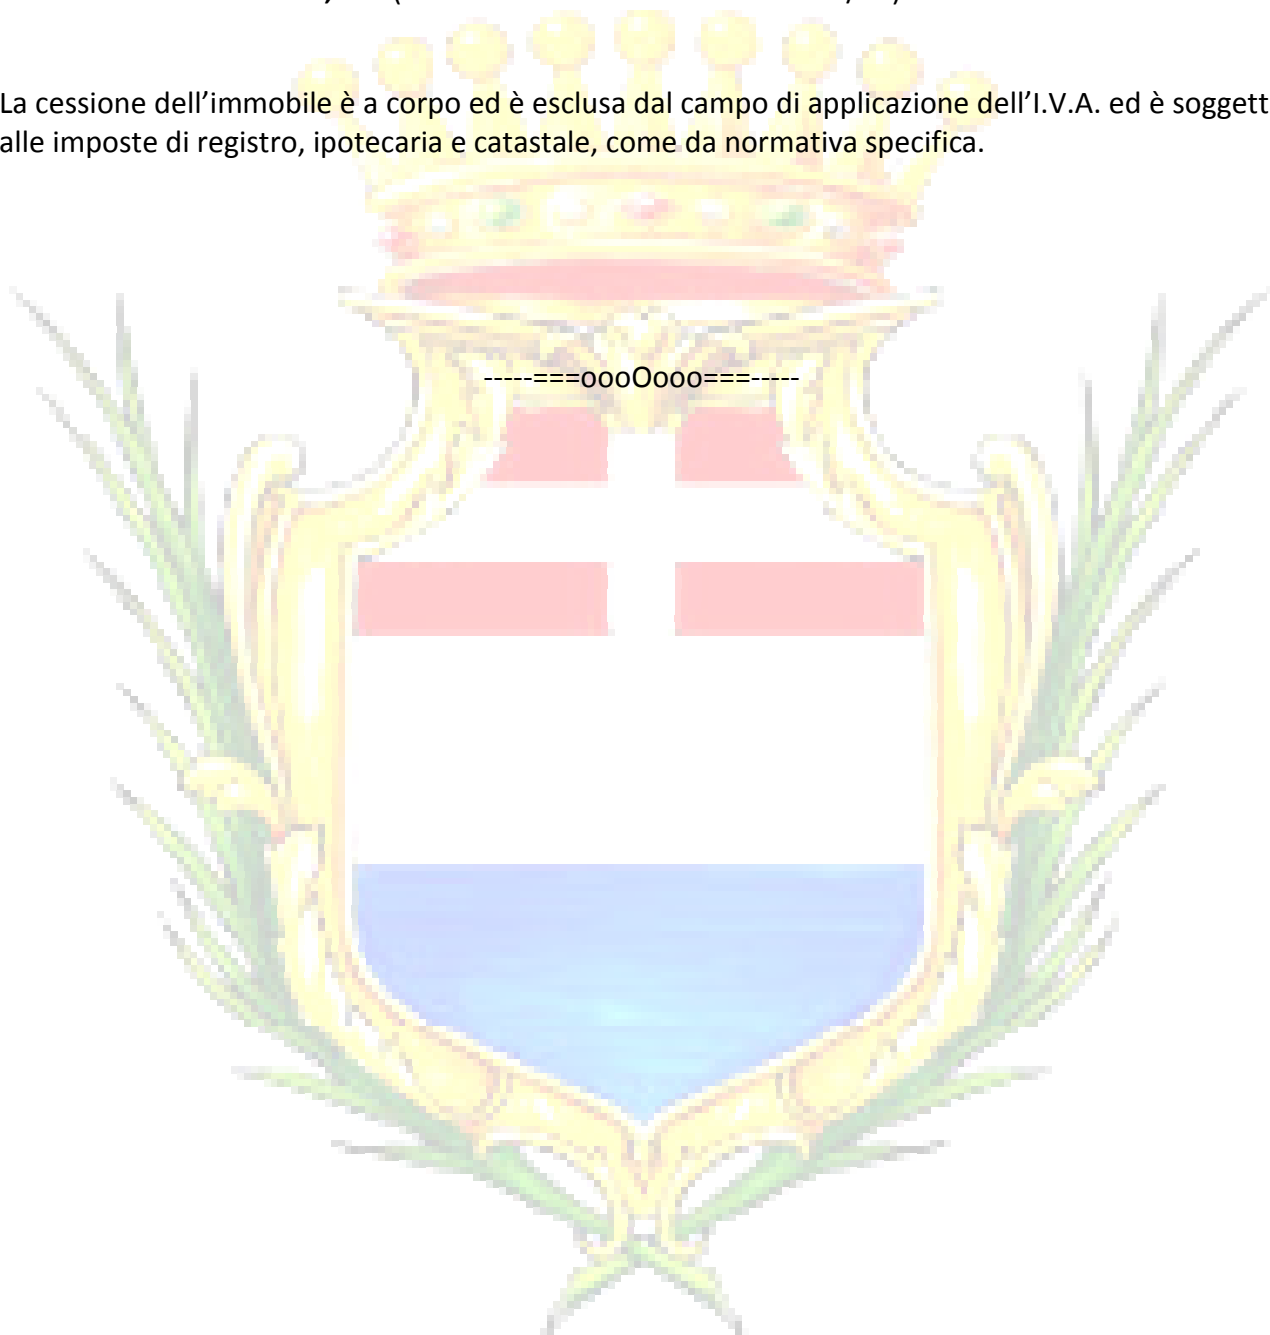 La cessione dell’immobile è a corpo ed è esclusa dal campo di applicazione dell’I.V.A. ed è soggett
alle imposte di registro, ipotecaria e catastale, come da normativa specifica.
-----===oooOooo===-----